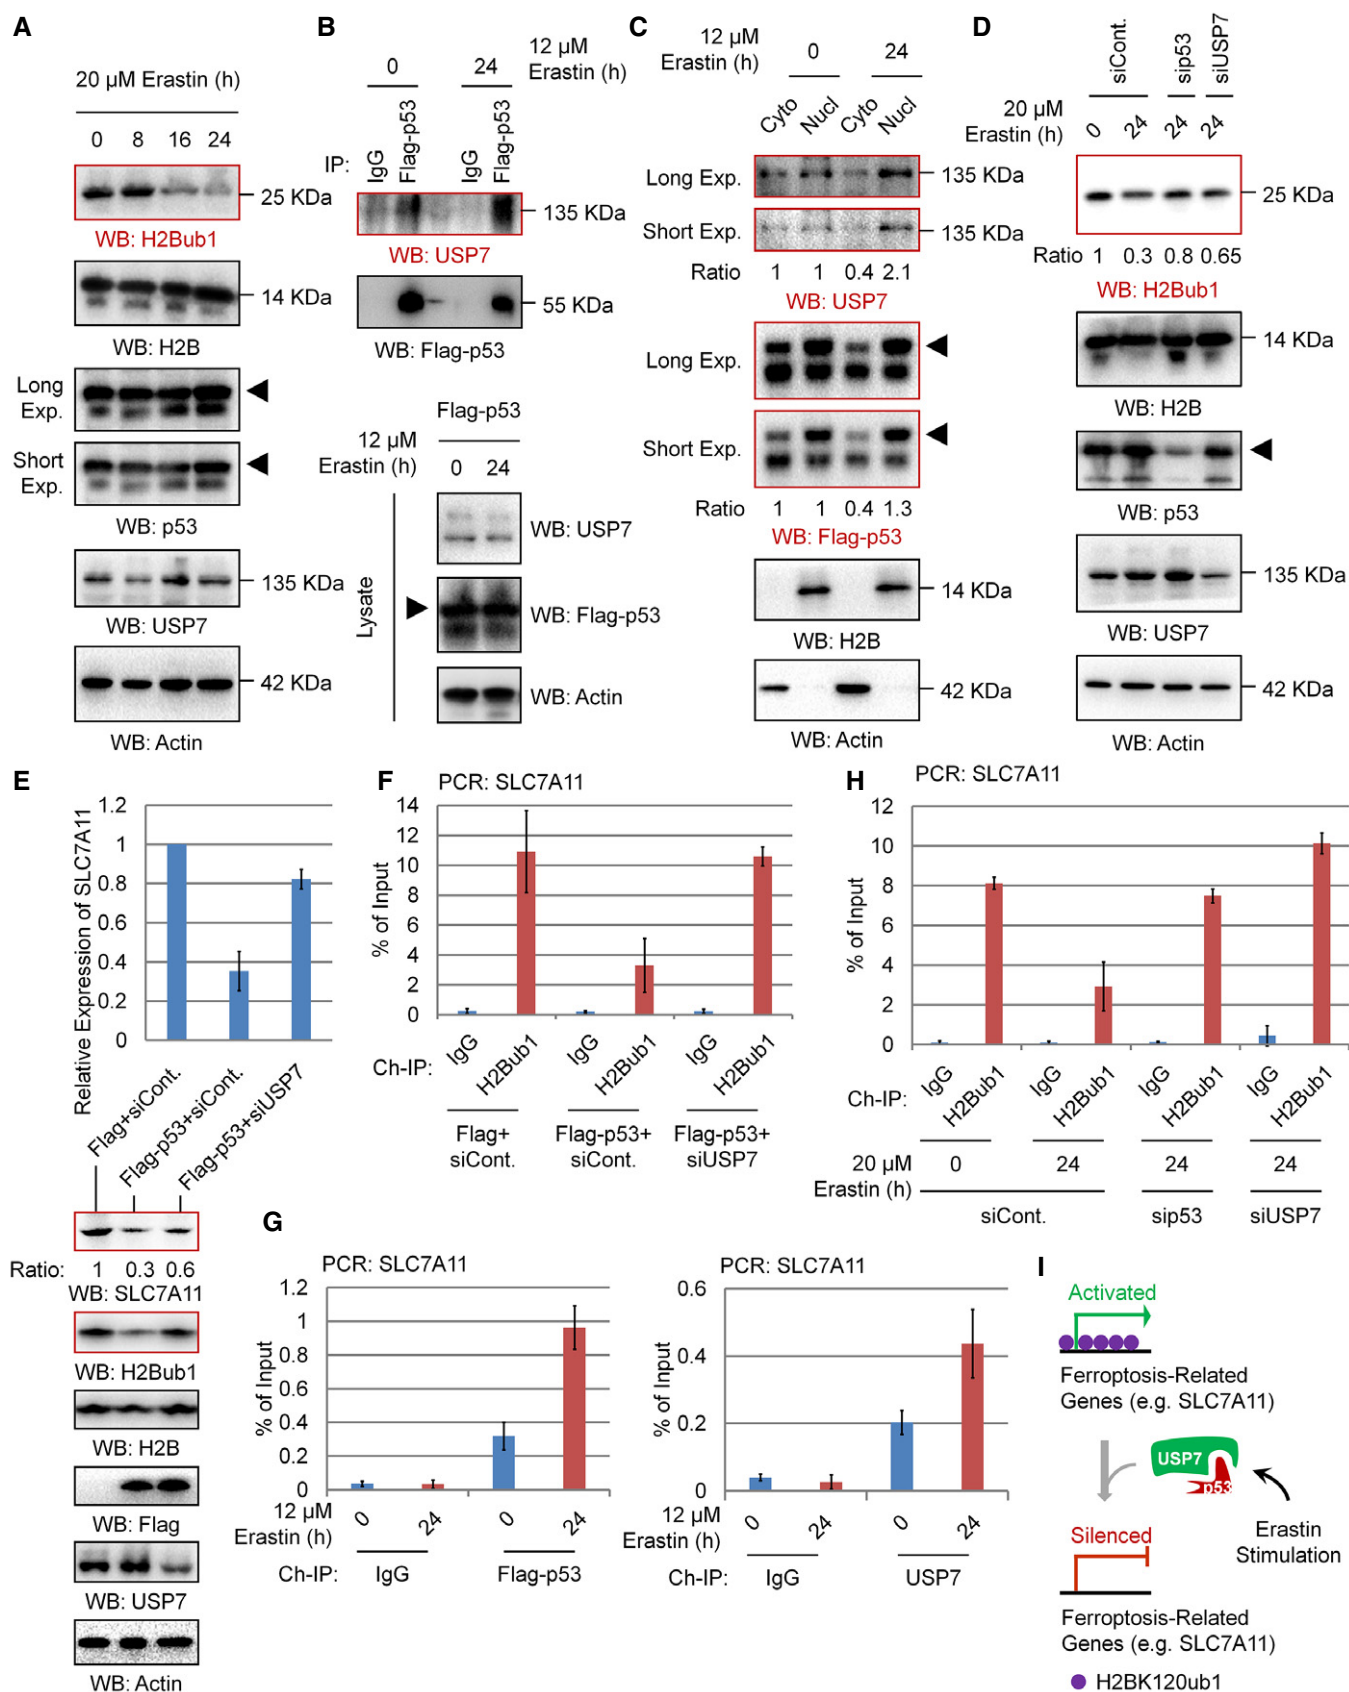 A
20 µM Erastin (h)
0 8 16 24
25 KDa
WB: H2Bub1
14 KDa
WB: H2B
Long
Exp.
Short
Exp.
WB: p53
135 KDa
WB: USP7
42 KDa
WB: Actin
B
12 µM
Erastin (h)
0 24
IP:
IgG
Flag-p53
IgG
Flag-p53
135 KDa
WB: USP7
55 KDa
WB: Flag-p53
Flag-p53
12 µM
Erastin (h)
0 24
Lysate
WB: USP7
WB: Flag-p53
WB: Actin
C
12 µM
Erastin (h)
0 24
Cyto
Nucl
Cyto
Nucl
Long Exp.
135 KDa
Short Exp.
135 KDa
Ratio 1 1 0.4 2.1
WB: USP7
Long Exp.
Short Exp.
Ratio 1 1 0.4 1.3
WB: Flag-p53
14 KDa
WB: H2B
42 KDa
WB: Actin
D
siCont.
sip53
siUSP7
20 µM
Erastin (h)
0 24 24 24
25 KDa
Ratio 1 0.3 0.8 0.65
WB: H2Bub1
14 KDa
WB: H2B
WB: p53
135 KDa
WB: USP7
42 KDa
WB: Actin
E
Relative Expression of SLC7A11
1.2
1
0.8
0.6
0.4
0.2
0
Flag+siCont.
Flag-p53+siCont.
Flag-p53+siUSP7
Ratio: 1 0.3 0.6
WB: SLC7A11
WB: H2Bub1
WB: H2B
WB: Flag
WB: USP7
WB: Actin
F
PCR: SLC7A11
% of Input
14
12
10
8
6
4
2
0
Ch-IP:
IgG
H2Bub1
IgG
H2Bub1
IgG
H2Bub1
Flag+
siCont.
Flag-p53+
siCont.
Flag-p53+
siUSP7
G
PCR: SLC7A11
% of Input
1.2
1
0.8
0.6
0.4
0.2
0
12 µM
Erastin (h)
0 24 0 24
Ch-IP: IgG Flag-p53
PCR: SLC7A11
% of Input
0.6
0.4
0.2
0
12 µM
Erastin (h)
0 24 0 24
Ch-IP: IgG USP7
H
PCR: SLC7A11
% of Input
12
10
8
6
4
2
0
Ch-IP:
IgG
H2Bub1
IgG
H2Bub1
IgG
H2Bub1
IgG
H2Bub1
20 µM
Erastin (h)
0 24 24 24
siCont. sip53 siUSP7
I
Activated
Ferroptosis-Related
Genes (e.g. SLC7A11)
USP7
p53
Erastin
Stimulation
Silenced
Ferroptosis-Related
Genes (e.g. SLC7A11)
H2BK120ub1